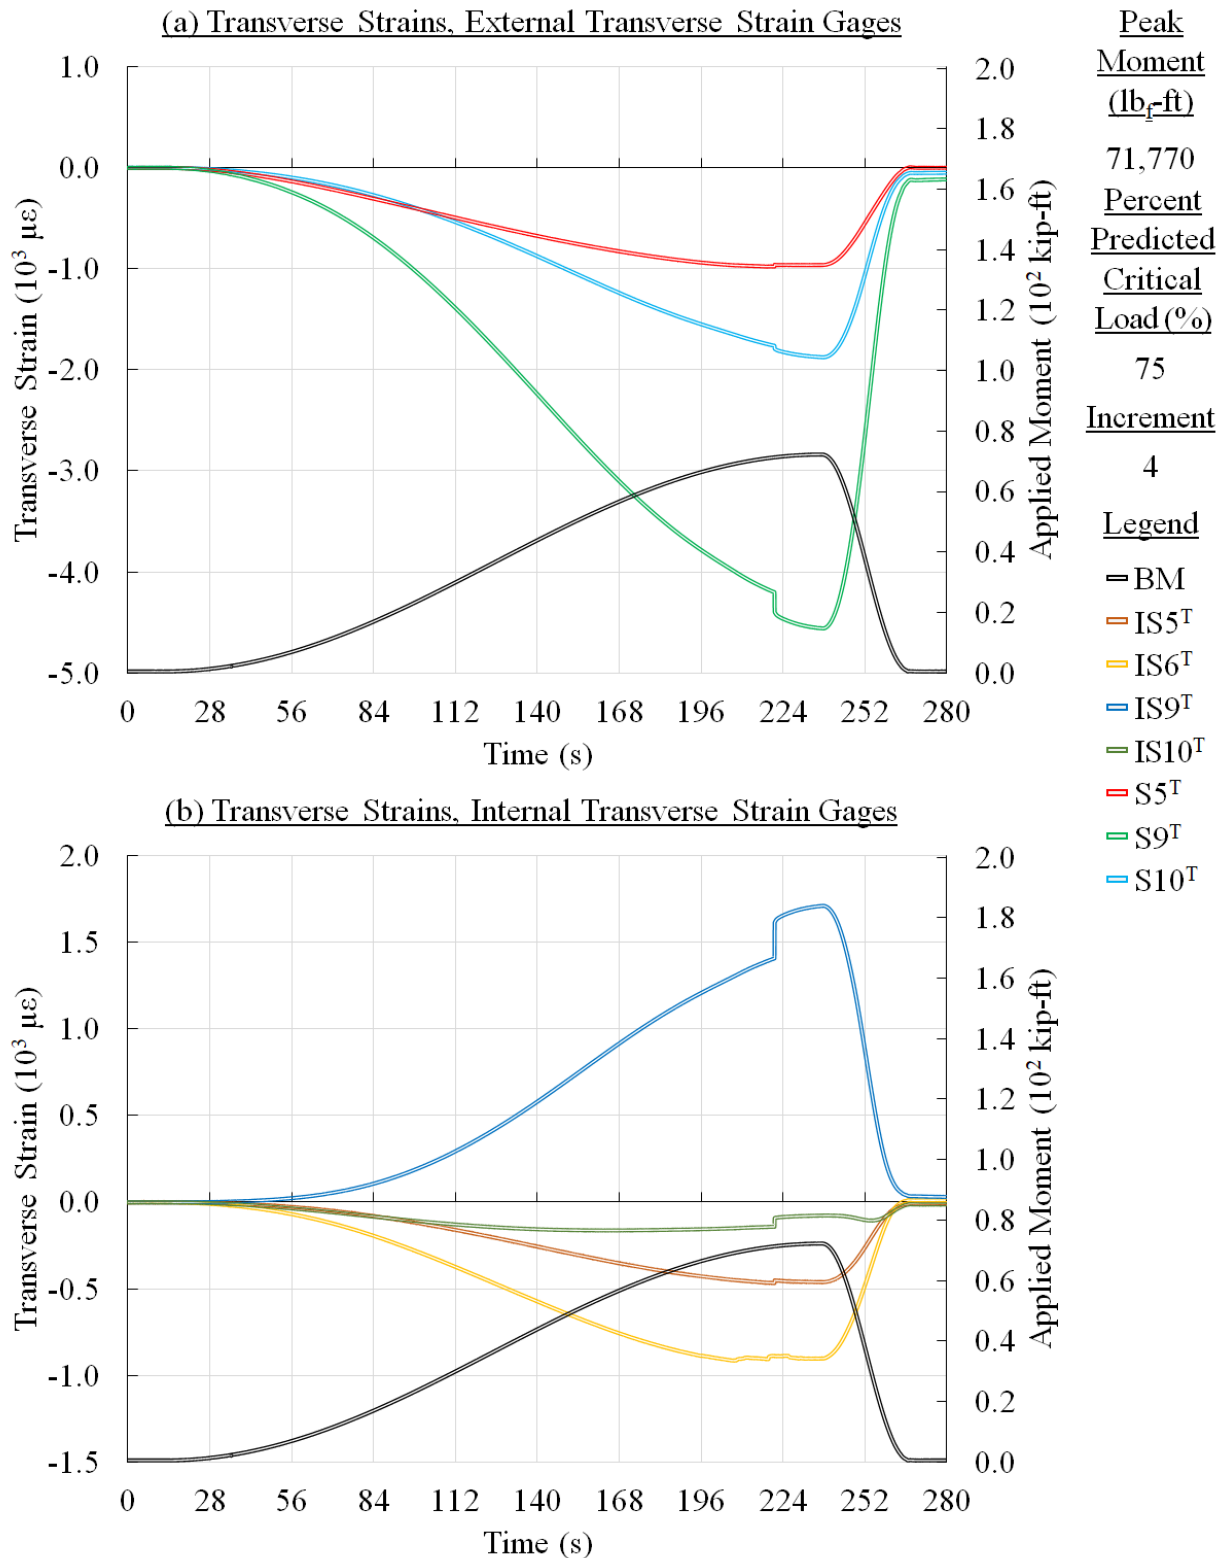 (a) Transverse Strains, External Transverse Strain Gages
Peak
Moment
(lbf-ft)
71,770
Percent
Predicted
Critical
Load (%)
75
Increment
4
Legend
BM
IS5ᵀ
IS6ᵀ
IS9ᵀ
IS10ᵀ
S5ᵀ
S9ᵀ
S10ᵀ
Transverse Strain (10³ µε)
1.0
0.0
-1.0
-2.0
-3.0
-4.0
-5.0
2.0
1.8
1.6
1.4
1.2
1.0
0.8
0.6
0.4
0.2
0.0
Applied Moment (10² kip-ft)
0 28 56 84 112 140 168 196 224 252 280
Time (s)
(b) Transverse Strains, Internal Transverse Strain Gages
Transverse Strain (10³ µε)
2.0
1.5
1.0
0.5
0.0
-0.5
-1.0
-1.5
2.0
1.8
1.6
1.4
1.2
1.0
0.8
0.6
0.4
0.2
0.0
Applied Moment (10² kip-ft)
0 28 56 84 112 140 168 196 224 252 280
Time (s)